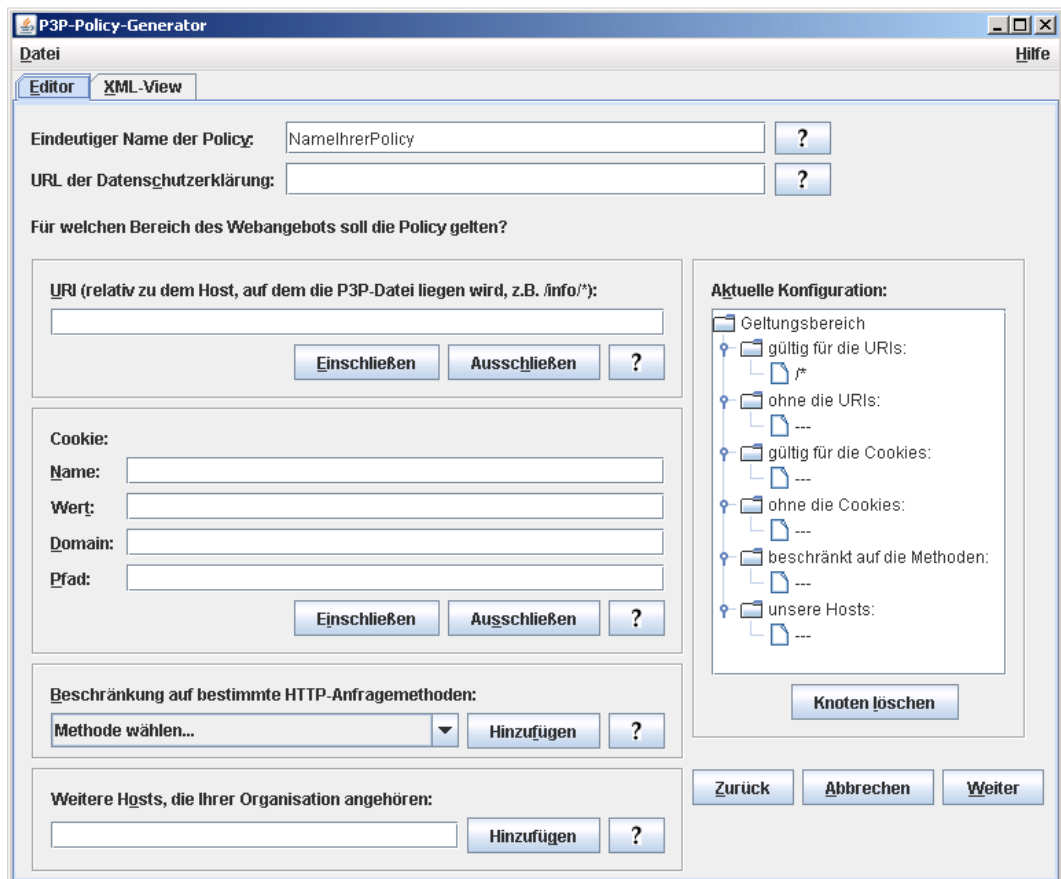 P3P-Policy-Generator
Datei Hilfe
Editor XML-View
Eindeutiger Name der Policy: NameIhrerPolicy ?
URL der Datenschutzerklärung: ?
Für welchen Bereich des Webangebots soll die Policy gelten?
URI (relativ zu dem Host, auf dem die P3P-Datei liegen wird, z.B. /info/*):
Einschließen Ausschließen ?
Cookie:
Name:
Wert:
Domain:
Pfad:
Einschließen Ausschließen ?
Beschränkung auf bestimmte HTTP-Anfragemethoden:
Methode wählen... Hinzufügen ?
Weitere Hosts, die Ihrer Organisation angehören:
Hinzufügen ?
Aktuelle Konfiguration:
Geltungsbereich
gültig für die URIs:
/*
ohne die URIs:
---
gültig für die Cookies:
---
ohne die Cookies:
---
beschränkt auf die Methoden:
---
unsere Hosts:
---
Knoten löschen
Zurück Abbrechen Weiter